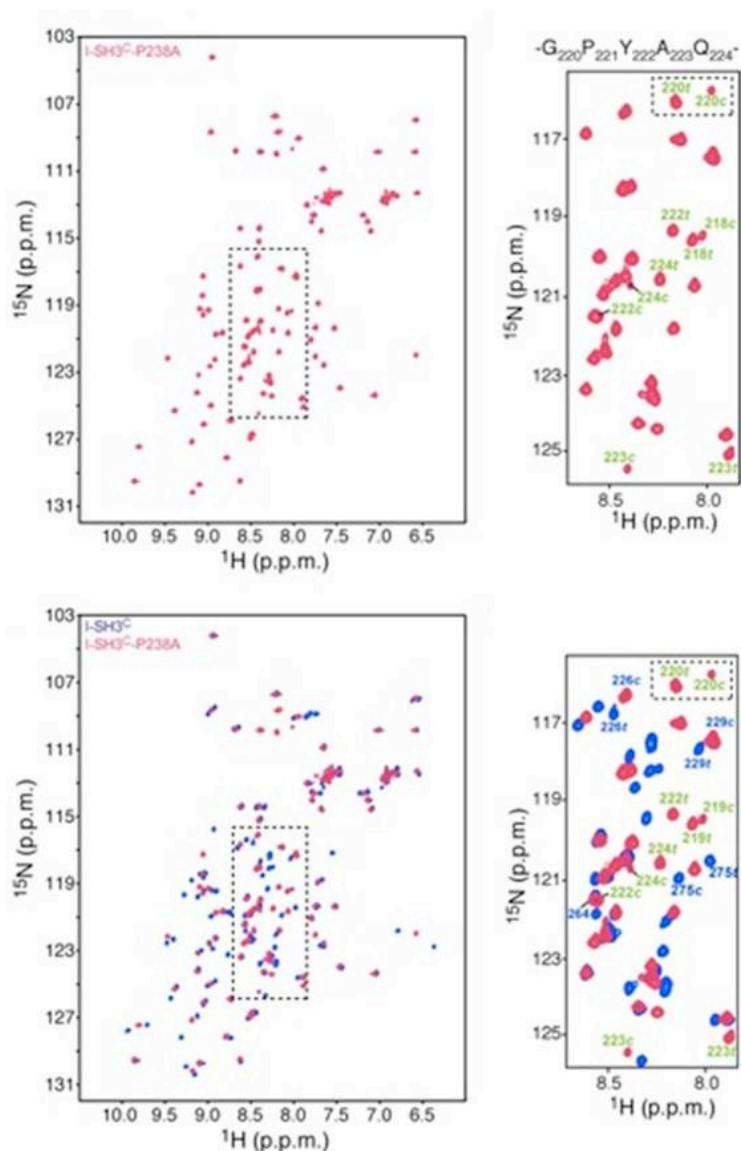 I-SH3ᶜ-P238A
103
107
111
115
119
123
127
131
¹⁵N (p.p.m.)
10.0 9.5 9.0 8.5 8.0 7.5 7.0 6.5
¹H (p.p.m.)
-G₂₂₀P₂₂₁Y₂₂₂A₂₂₃Q₂₂₄-
220t
220c
117
119
222t 218c
218t
224t
121
224c
222c
123
125
223c 223t
¹⁵N (p.p.m.)
8.5 8.0
¹H (p.p.m.)
I-SH3ᶜ
I-SH3ᶜ-P238A
103
107
111
115
119
123
127
131
¹⁵N (p.p.m.)
10.0 9.5 9.0 8.5 8.0 7.5 7.0 6.5
¹H (p.p.m.)
220t
226c 220c
117
226t 229c
229t
119
222t 219c
219t
224t
121
224c 275t
222c 275c
264
123
125
223c 223t
¹⁵N (p.p.m.)
8.5 8.0
¹H (p.p.m.)